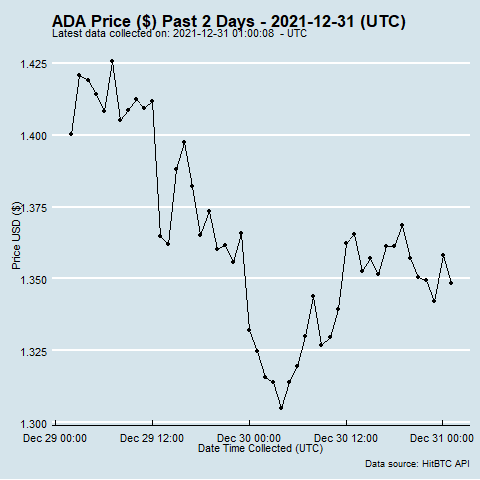 ADA Price ($) Past 2 Days - 2021-12-31 (UTC)
Latest data collected on: 2021-12-31 01:00:08 - UTC
Price USD ($)
1.425
1.400
1.375
1.350
1.325
1.300
Dec 29 00:00
Dec 29 12:00
Dec 30 00:00
Dec 30 12:00
Dec 31 00:00
Date Time Collected (UTC)
Data source: HitBTC API